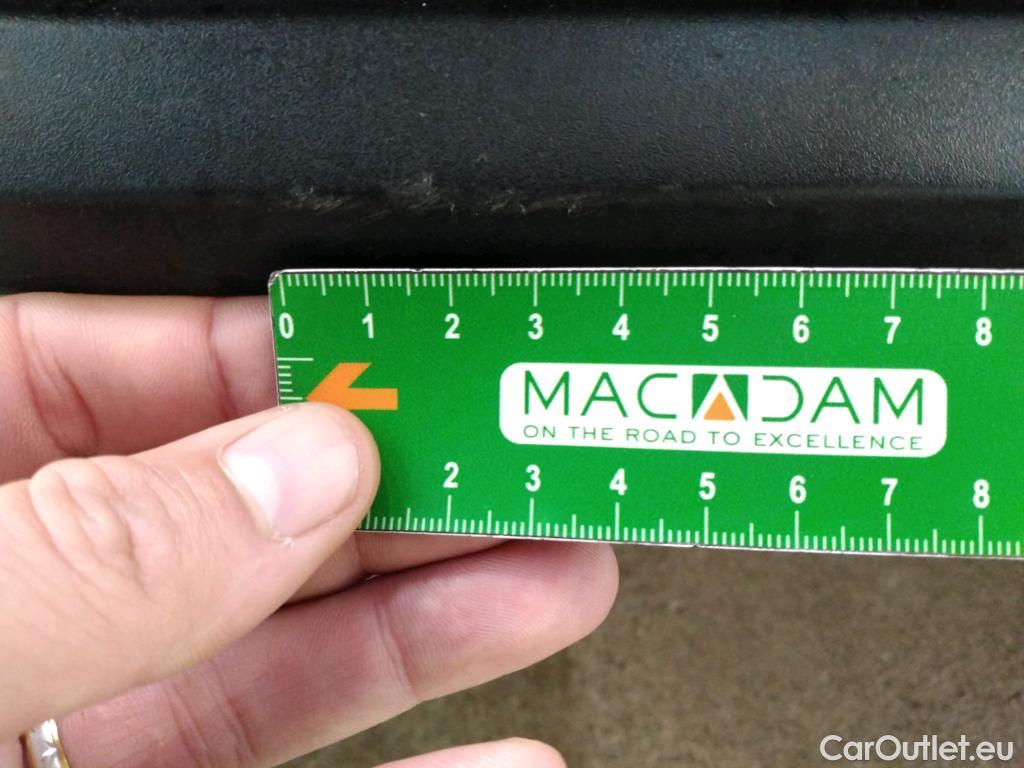 0 1 2 3 4 5 6 7 8
MACADAM
ON THE ROAD TO EXCELLENCE
2 3 4 5 6 7 8
CarOutlet.eu